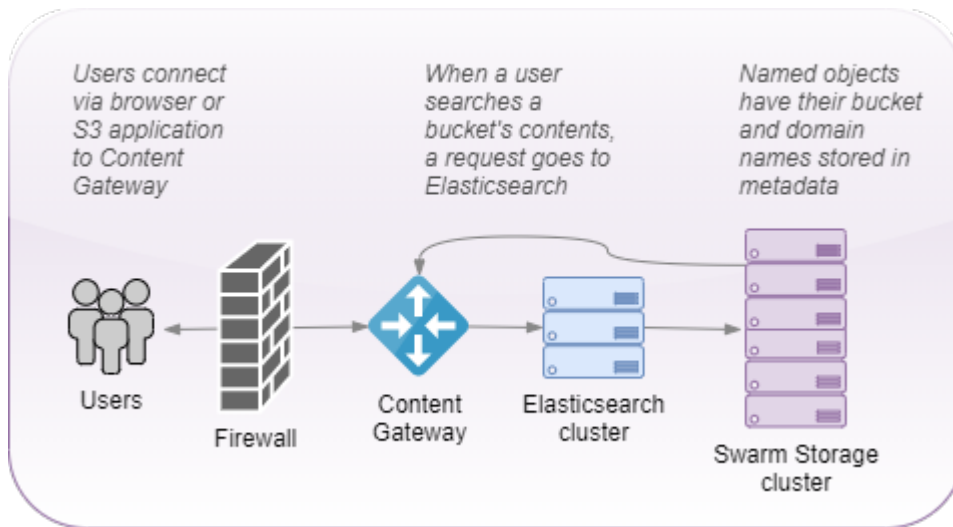 Users connect
via browser or
S3 application
to Content
Gateway
When a user
searches a
bucket's contents,
a request goes to
Elasticsearch
Named objects
have their bucket
and domain
names stored in
metadata
Users
Firewall
Content
Gateway
Elasticsearch
cluster
Swarm Storage
cluster